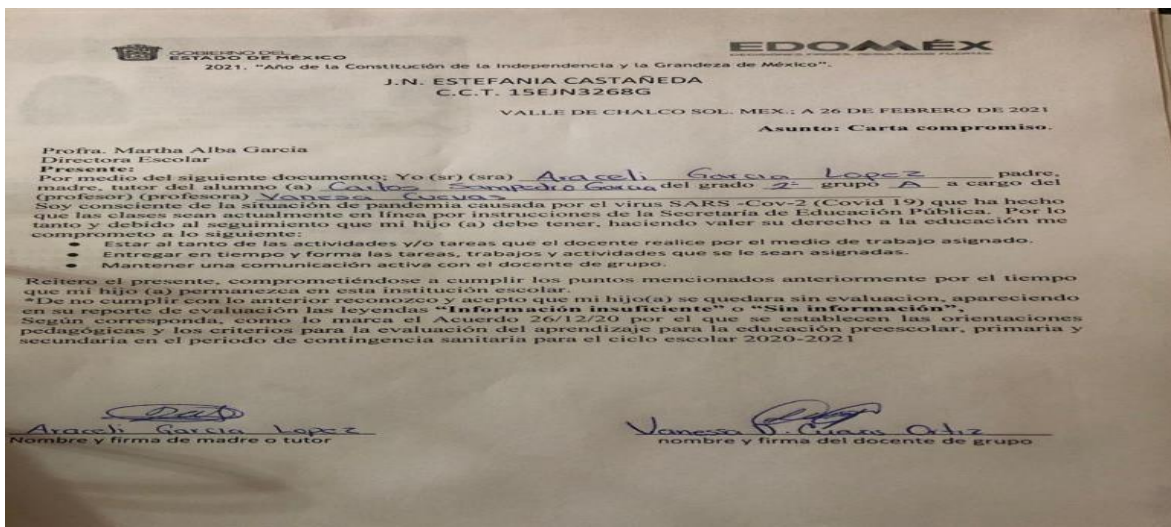 GOBIERNO DEL
ESTADO DE MÉXICO
EDOMÉX
2021. "Año de la Constitución de la Independencia y la Grandeza de México".
J.N. ESTEFANIA CASTAÑEDA
C.C.T. 15EJN3268G
VALLE DE CHALCO SOL. MEX.; A 26 DE FEBRERO DE 2021
Asunto: Carta compromiso.
Profra. Martha Alba Garcia
Directora Escolar
Presente:
Por medio del siguiente documento; Yo (sr) (sra) Araceli Garcia Lopez padre,
madre, tutor del alumno (a) Carlos Sampedro Garcia del grado 2° grupo A a cargo del
(profesor) (profesora) Vanesa Cuevas
Soy consciente de la situación de pandemia causada por el virus SARS -Cov-2 (Covid 19) que ha hecho
que las clases sean actualmente en línea por instrucciones de la Secretaría de Educación Pública. Por lo
tanto y debido al seguimiento que mi hijo (a) debe tener, haciendo valer su derecho a la educación me
comprometo a lo siguiente:
• Estar al tanto de las actividades y/o tareas que el docente realice por el medio de trabajo asignado.
• Entregar en tiempo y forma las tareas, trabajos y actividades que se le sean asignadas.
• Mantener una comunicación activa con el docente de grupo.
Reitero el presente, comprometiéndose a cumplir los puntos mencionados anteriormente por el tiempo
que mi hijo (a) permanezca en esta institución escolar.
*De no cumplir con lo anterior reconozco y acepto que mi hijo(a) se quedara sin evaluacion, apareciendo
en su reporte de evaluación las leyendas "Información insuficiente" o "Sin información",
Según corresponda, como lo marca el Acuerdo 26/12/20 por el que se establecen las orientaciones
pedagógicas y los criterios para la evaluación del aprendizaje para la educación preescolar, primaria y
secundaria en el periodo de contingencia sanitaria para el ciclo escolar 2020-2021
Araceli Garcia Lopez
Nombre y firma de madre o tutor
Vanessa Ortiz
nombre y firma del docente de grupo